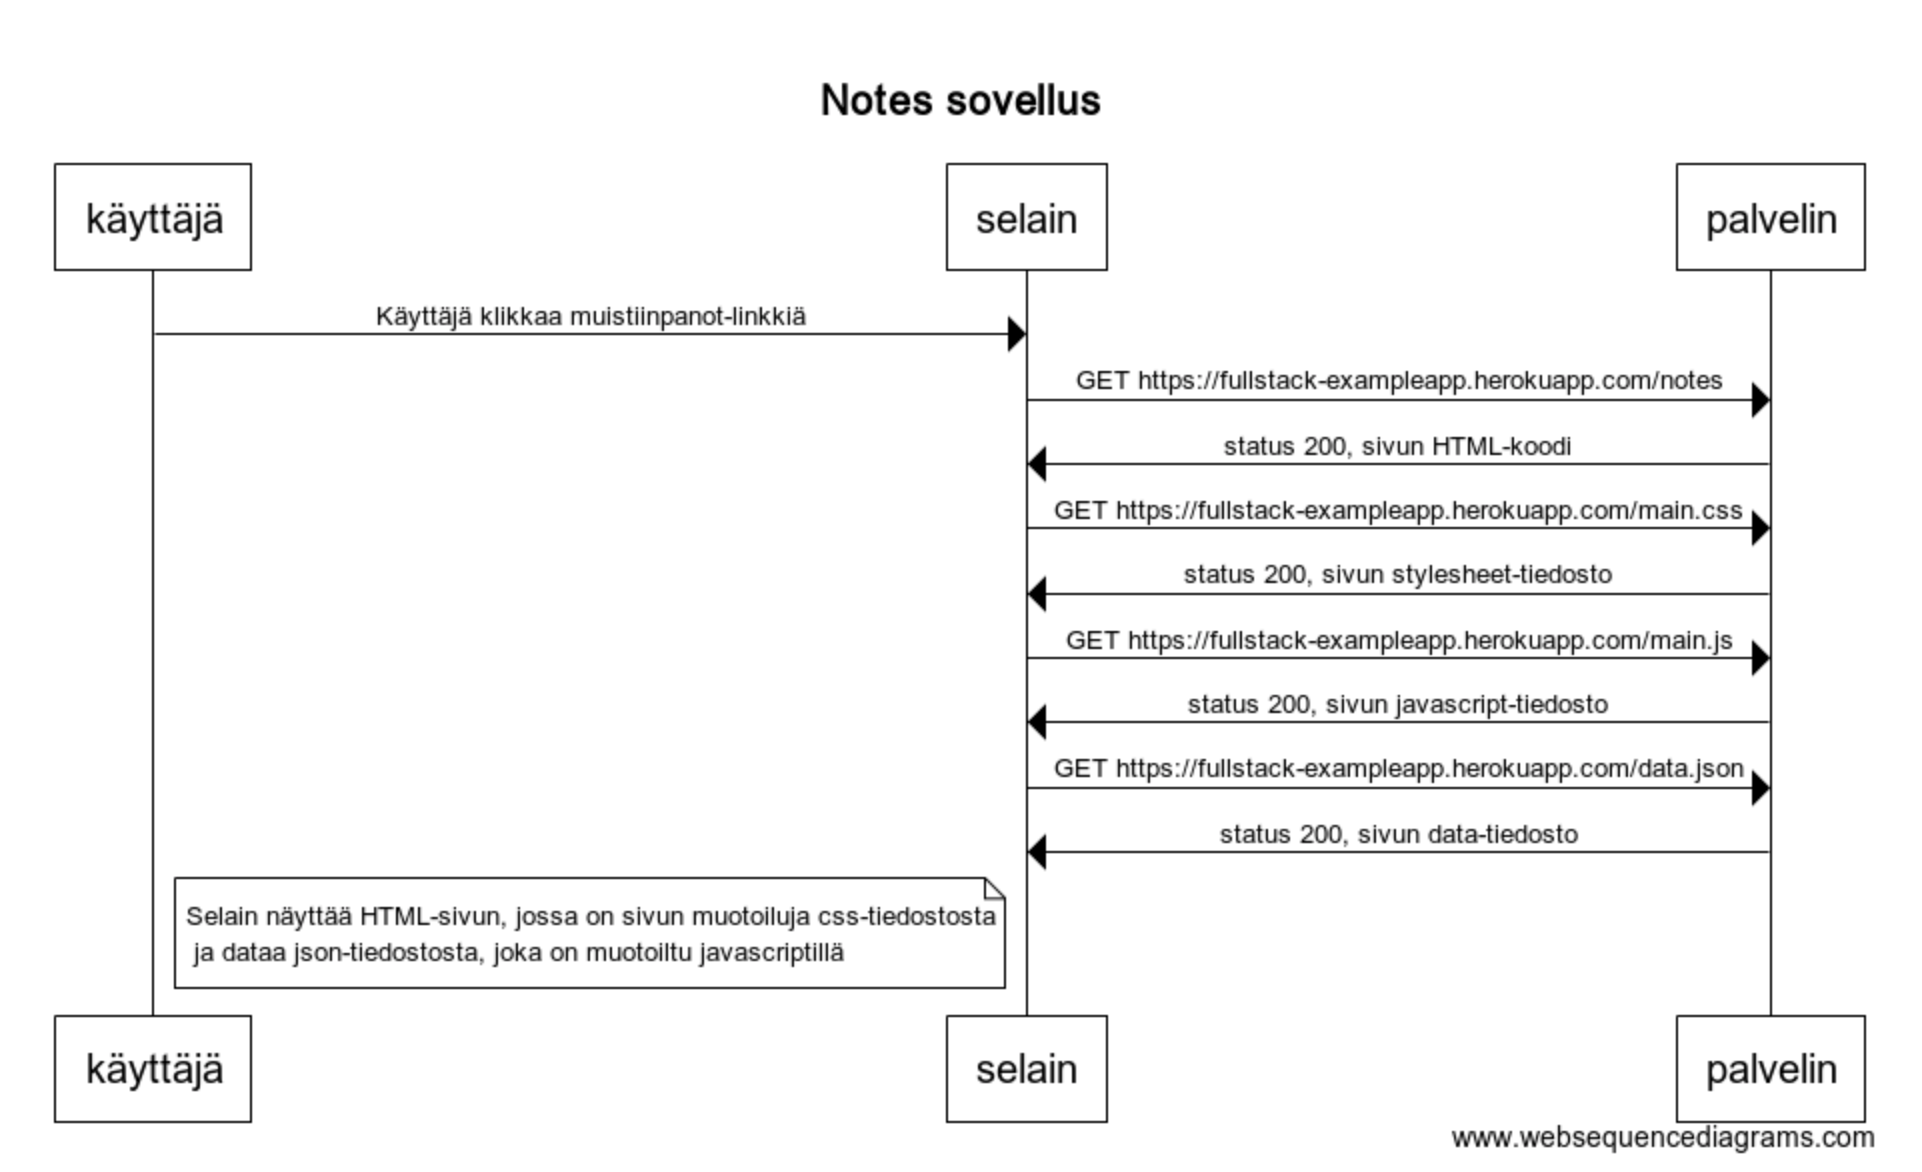 Notes sovellus
käyttäjä
selain
palvelin
Käyttäjä klikkaa muistiinpanot-linkkiä
GET https://fullstack-exampleapp.herokuapp.com/notes
status 200, sivun HTML-koodi
GET https://fullstack-exampleapp.herokuapp.com/main.css
status 200, sivun stylesheet-tiedosto
GET https://fullstack-exampleapp.herokuapp.com/main.js
status 200, sivun javascript-tiedosto
GET https://fullstack-exampleapp.herokuapp.com/data.json
status 200, sivun data-tiedosto
Selain näyttää HTML-sivun, jossa on sivun muotoiluja css-tiedostosta
ja dataa json-tiedostosta, joka on muotoiltu javascriptillä
käyttäjä
selain
palvelin
www.websequencediagrams.com